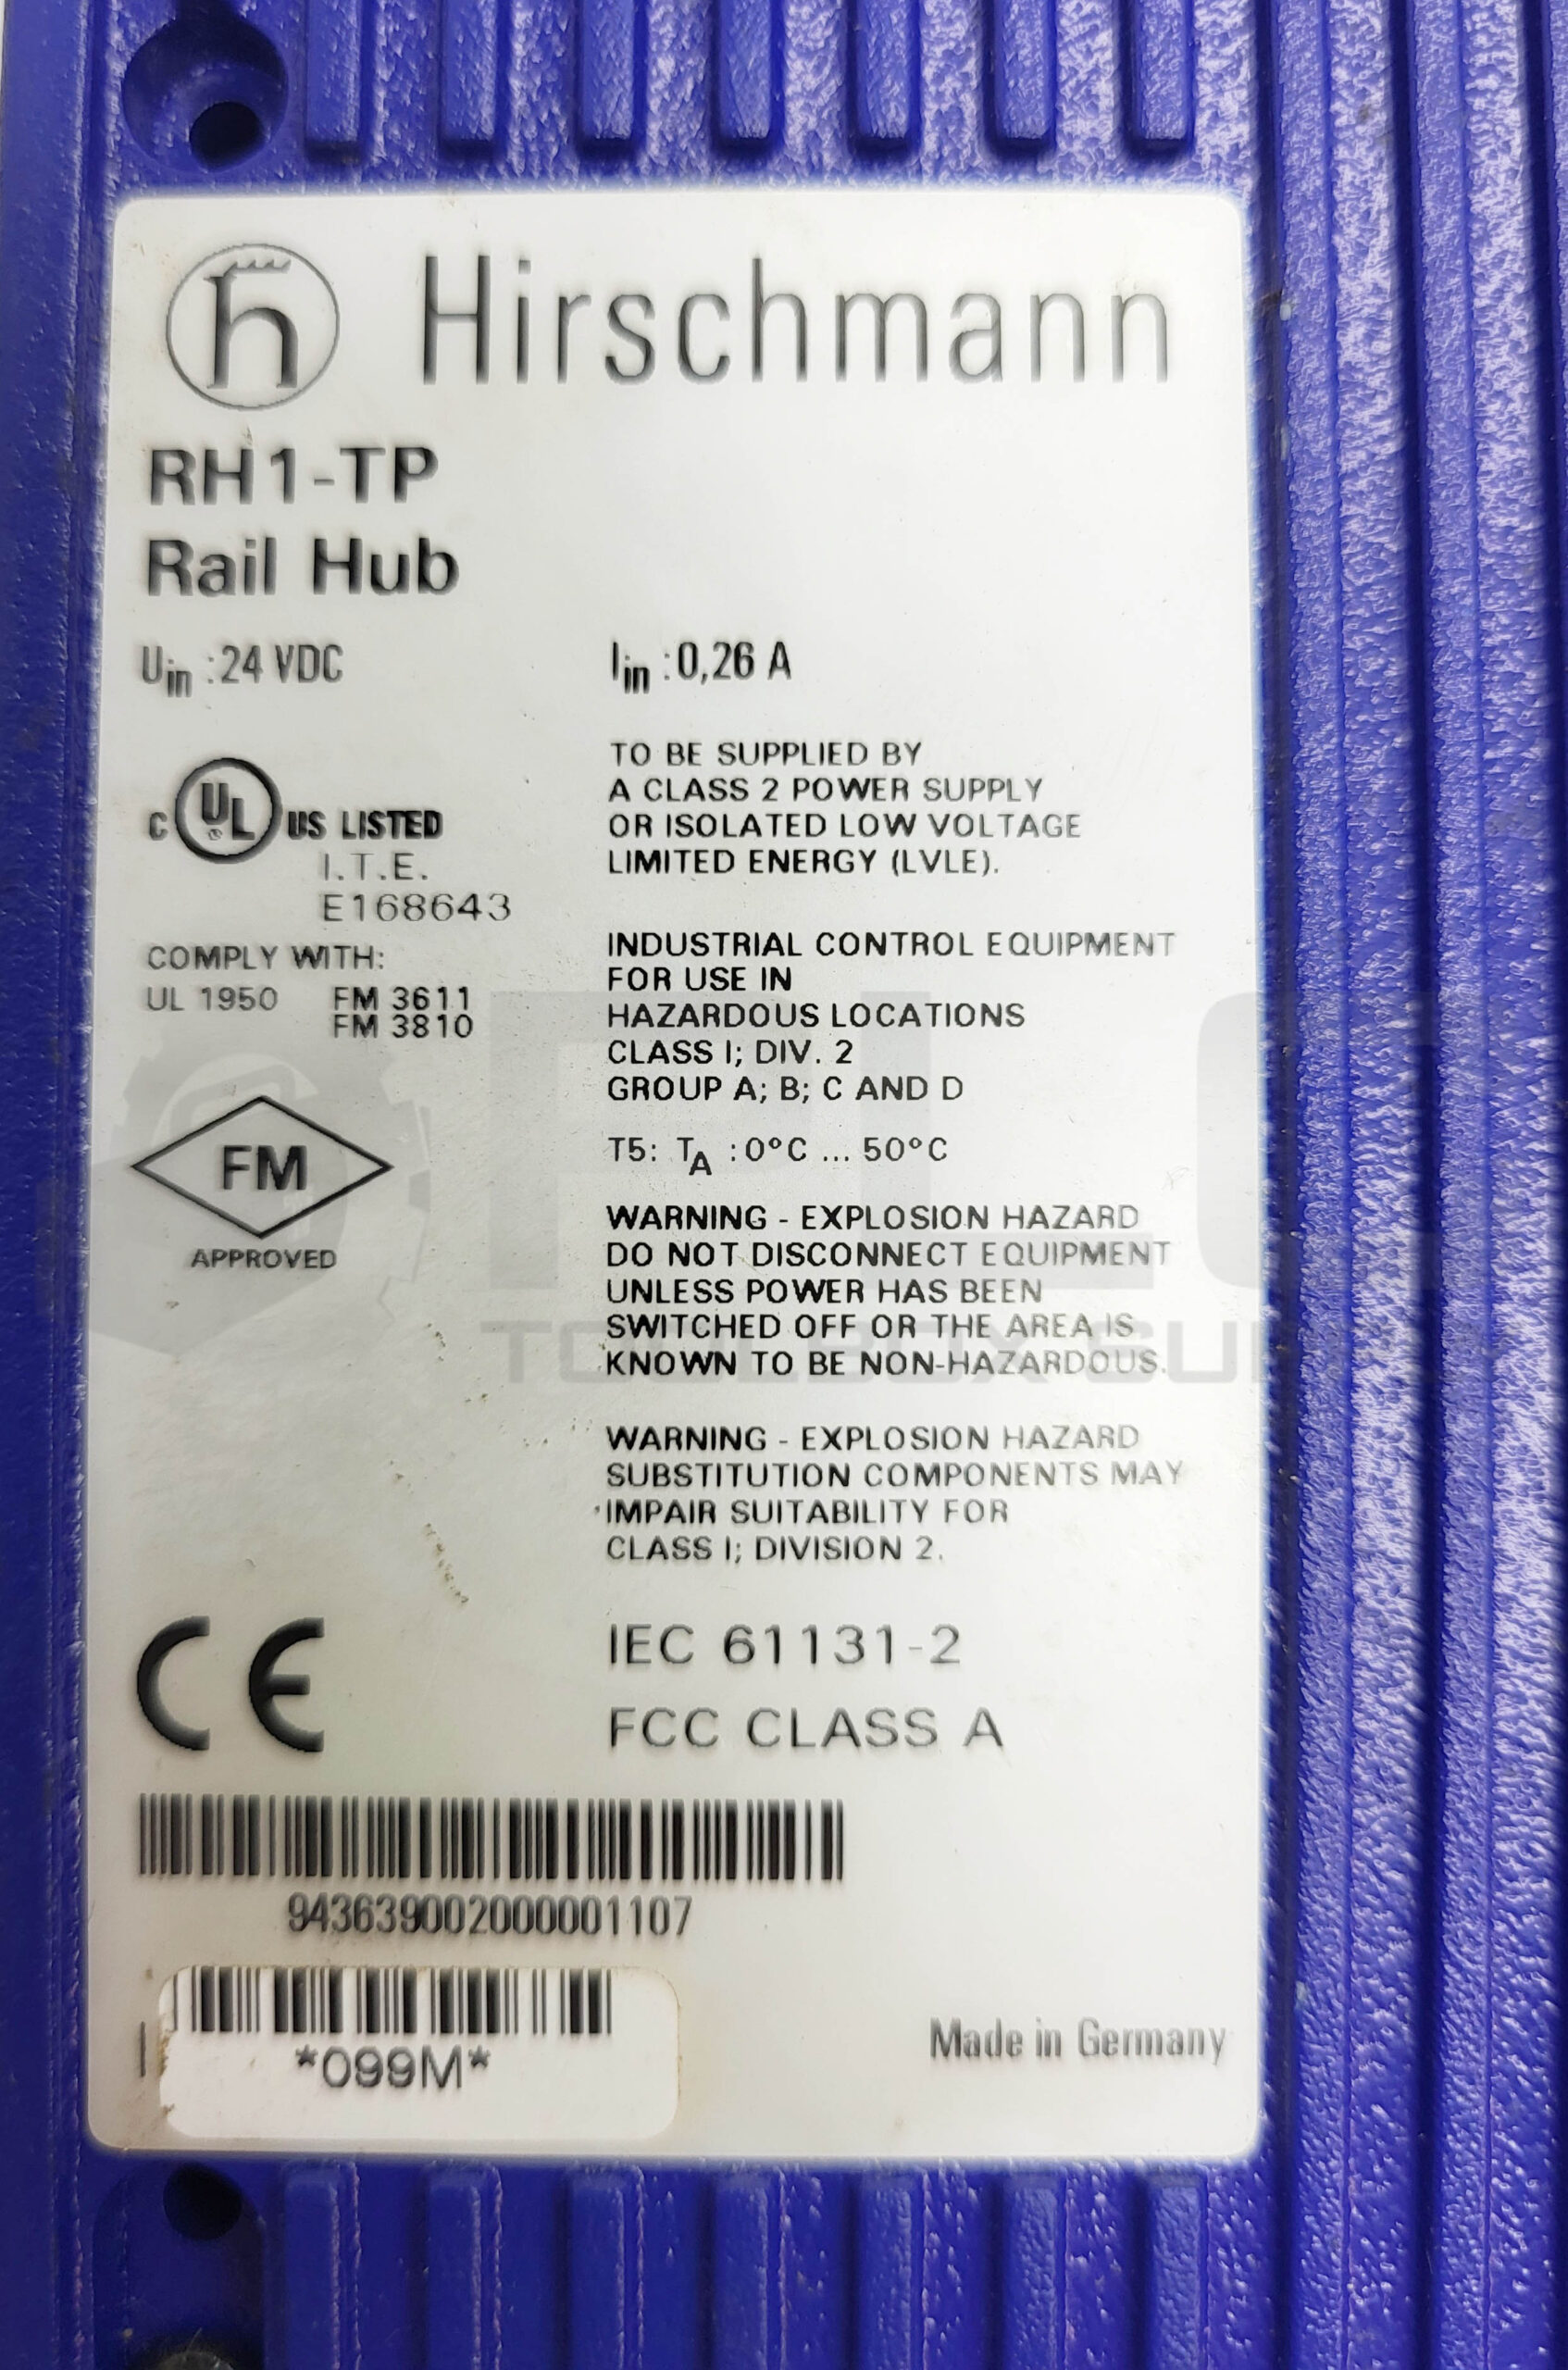 Hirschmann
RH1-TP
Rail Hub
Uin :24 VDC
Iin :0,26 A
C UL ® US LISTED
I.T.E.
E168643
COMPLY WITH:
UL 1950 FM 3611
FM 3810
FM
APPROVED
TO BE SUPPLIED BY
A CLASS 2 POWER SUPPLY
OR ISOLATED LOW VOLTAGE
LIMITED ENERGY (LVLE).
INDUSTRIAL CONTROL EQUIPMENT
FOR USE IN
HAZARDOUS LOCATIONS
CLASS I; DIV. 2
GROUP A; B; C AND D
T5: TA :0°C ... 50°C
WARNING - EXPLOSION HAZARD
DO NOT DISCONNECT EQUIPMENT
UNLESS POWER HAS BEEN
SWITCHED OFF OR THE AREA IS
KNOWN TO BE NON-HAZARDOUS.
WARNING - EXPLOSION HAZARD
SUBSTITUTION COMPONENTS MAY
IMPAIR SUITABILITY FOR
CLASS I; DIVISION 2.
CE
IEC 61131-2
FCC CLASS A
943639002000001107
*099M*
Made in Germany
PLC